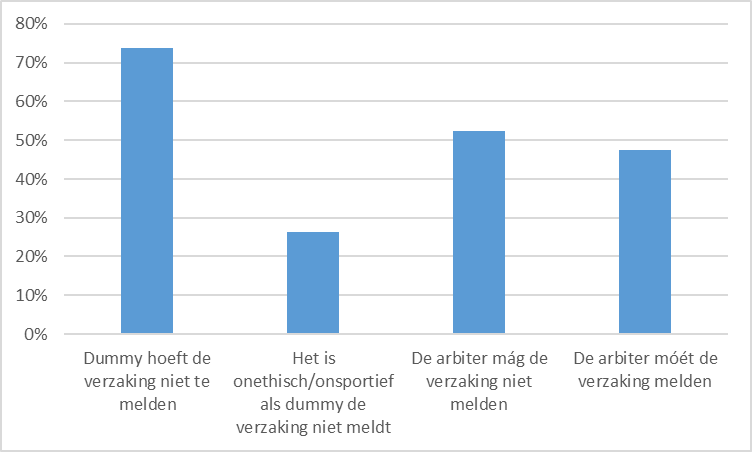 80%
70%
60%
50%
40%
30%
20%
10%
0%
Dummy hoeft de
verzaking niet te
melden
Het is
onethisch/onsportief
als dummy de
verzaking niet meldt
De arbiter mág de
verzaking niet
melden
De arbiter móét de
verzaking melden